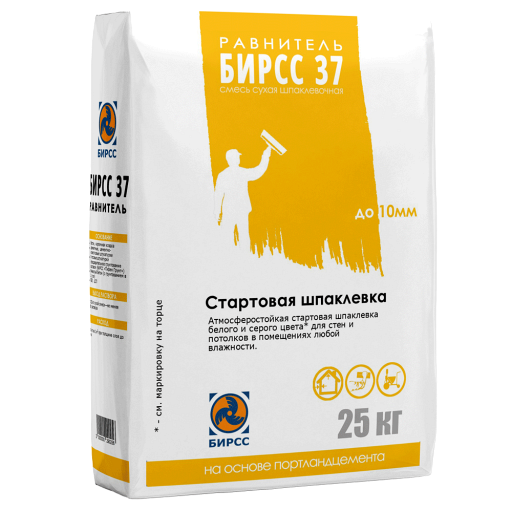 РАВНИТЕЛЬ
БИРСС 37
СМЕСЬ СУХАЯ ШПАКЛЕВОЧНАЯ
до 10мм
Стартовая шпаклевка
Атмосферостойкая стартовая шпаклевка
белого и серого цвета* для стен и
потолков в помещениях любой
влажности.
* - см. маркировку на торце
БИРСС
25 кг
на основе портландцемента
БИРСС
БИРСС 37
РАВНИТЕЛЬ